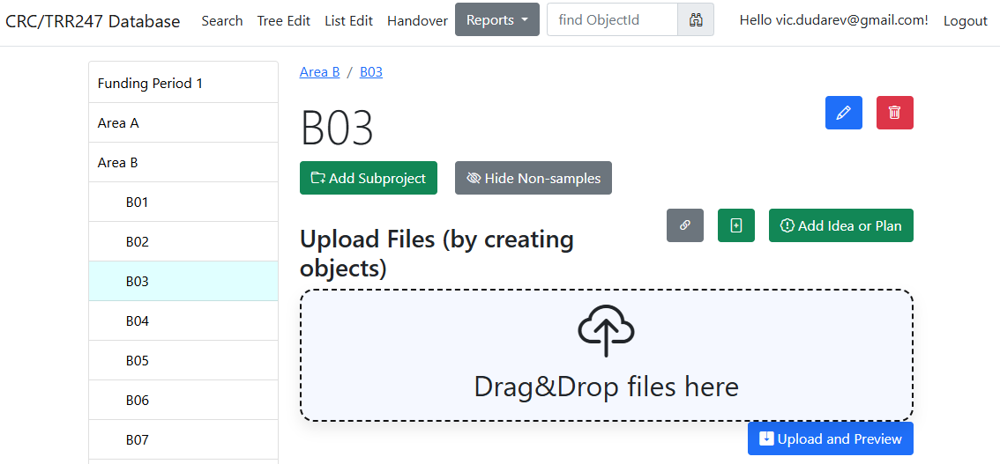 CRC/TRR247 Database Search Tree Edit List Edit Handover Reports find ObjectId Hello vic.dudarev@gmail.com! Logout
Funding Period 1
Area A
Area B
B01
B02
B03
B04
B05
B06
B07
Area B / B03
B03
Add Subproject Hide Non-samples
Add Idea or Plan
Upload Files (by creating
objects)
Drag&Drop files here
Upload and Preview